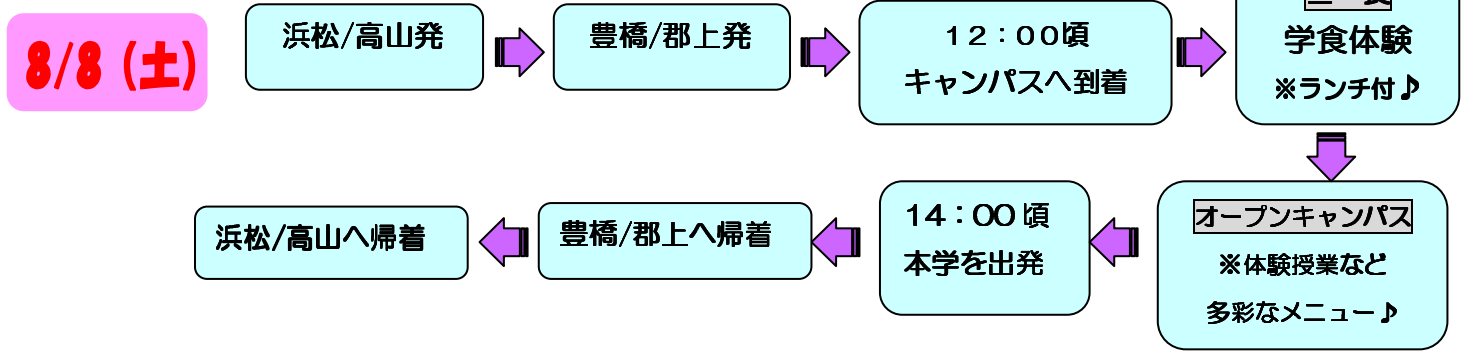 8/8 (土)
浜松/高山発
豊橋/郡上発
12:00頃
キャンパスへ到着
学食体験
※ランチ付♪
オープンキャンパス
※体験授業など
多彩なメニュー♪
14:00頃
本学を出発
豊橋/郡上へ帰着
浜松/高山へ帰着